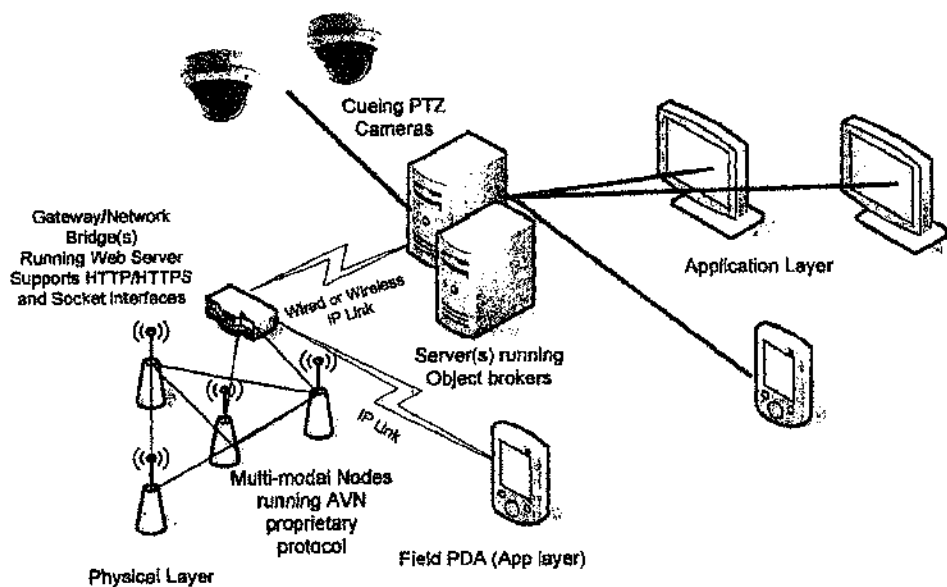 Cueing PTZ
Cameras
Gateway/Network
Bridge(s)
Running Web Server
Supports HTTP/HTTPS
and Socket Interfaces
Application Layer
Wired or Wireless
IP Link
Server(s) running
Object brokers
IP Link
Multi-modal Nodes
running AVN
proprietary
protocol
Field PDA (App layer)
Physical Layer